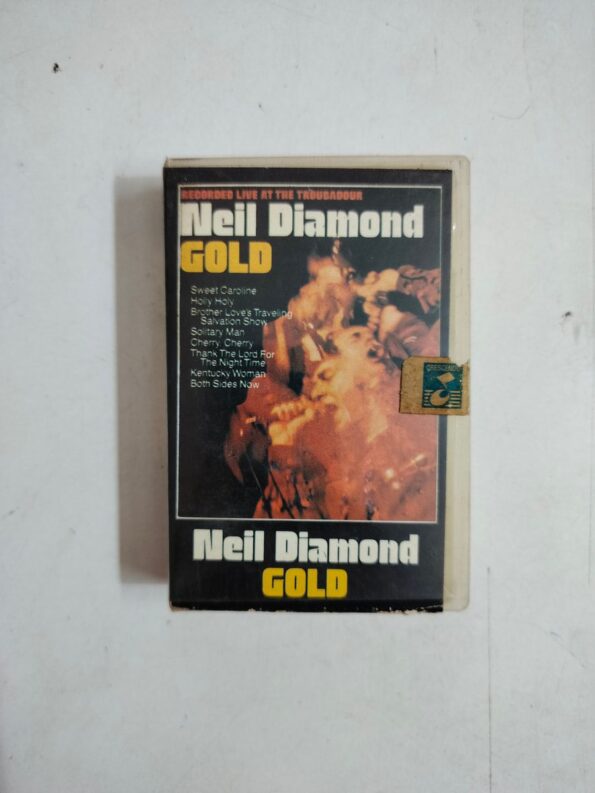 RECORDED LIVE AT THE TROUBADOUR
Neil Diamond
GOLD
Sweet Caroline
Holly Holy
Brother Love's Traveling
Salvation Show
Solitary Man
Cherry, Cherry
Thank The Lord For
The Night Time
Kentucky Woman
Both Sides Now
CRESCENDO
Neil Diamond
GOLD